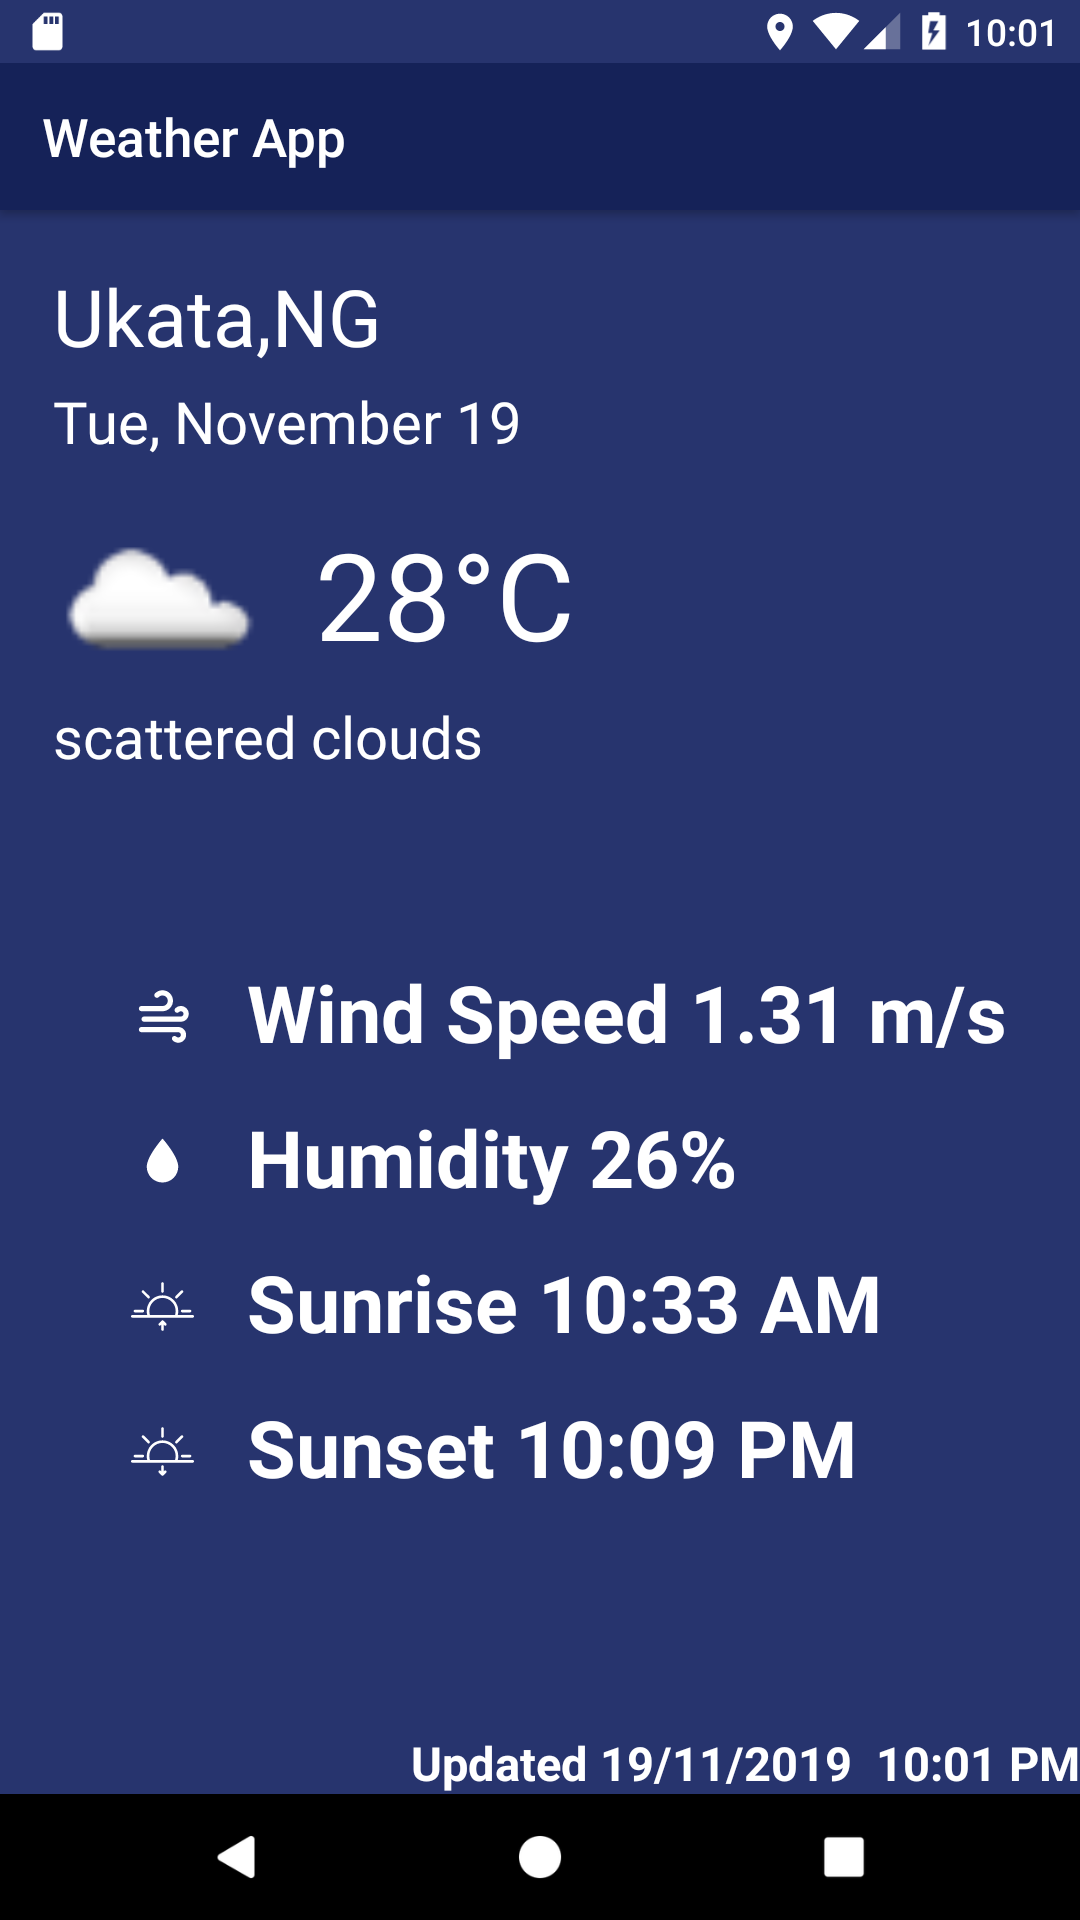 10:01
Weather App
Ukata,NG
Tue, November 19
28°C
scattered clouds
Wind Speed 1.31 m/s
Humidity 26%
Sunrise 10:33 AM
Sunset 10:09 PM
Updated 19/11/2019  10:01 PM